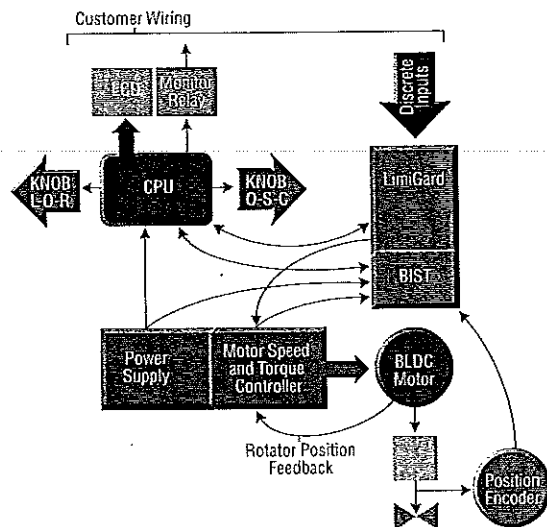 Customer Wiring
LCD
Monitor
Relay
Discrete
Inputs
KNOB
L-O-R
CPU
KNOB
O-S-C
LimiGard
BIST
Power
Supply
Motor Speed
and Torque
Controller
BLDC
Motor
Rotator Position
Feedback
Position
Encoder